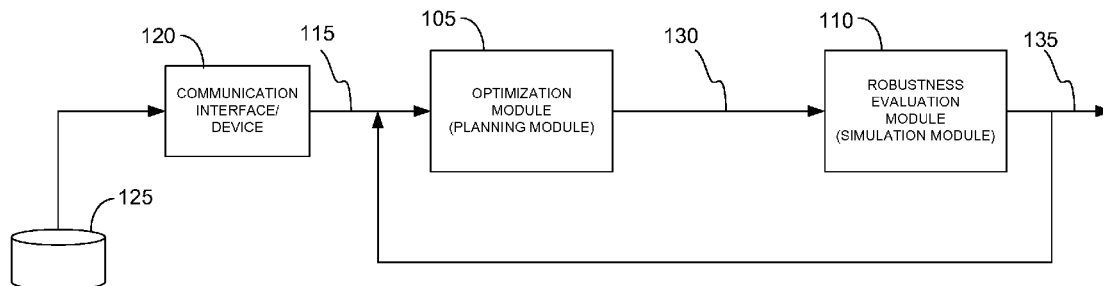 120
115
105
130
110
135
COMMUNICATION
INTERFACE/
DEVICE
OPTIMIZATION
MODULE
(PLANNING MODULE)
ROBUSTNESS
EVALUATION
MODULE
(SIMULATION MODULE)
125